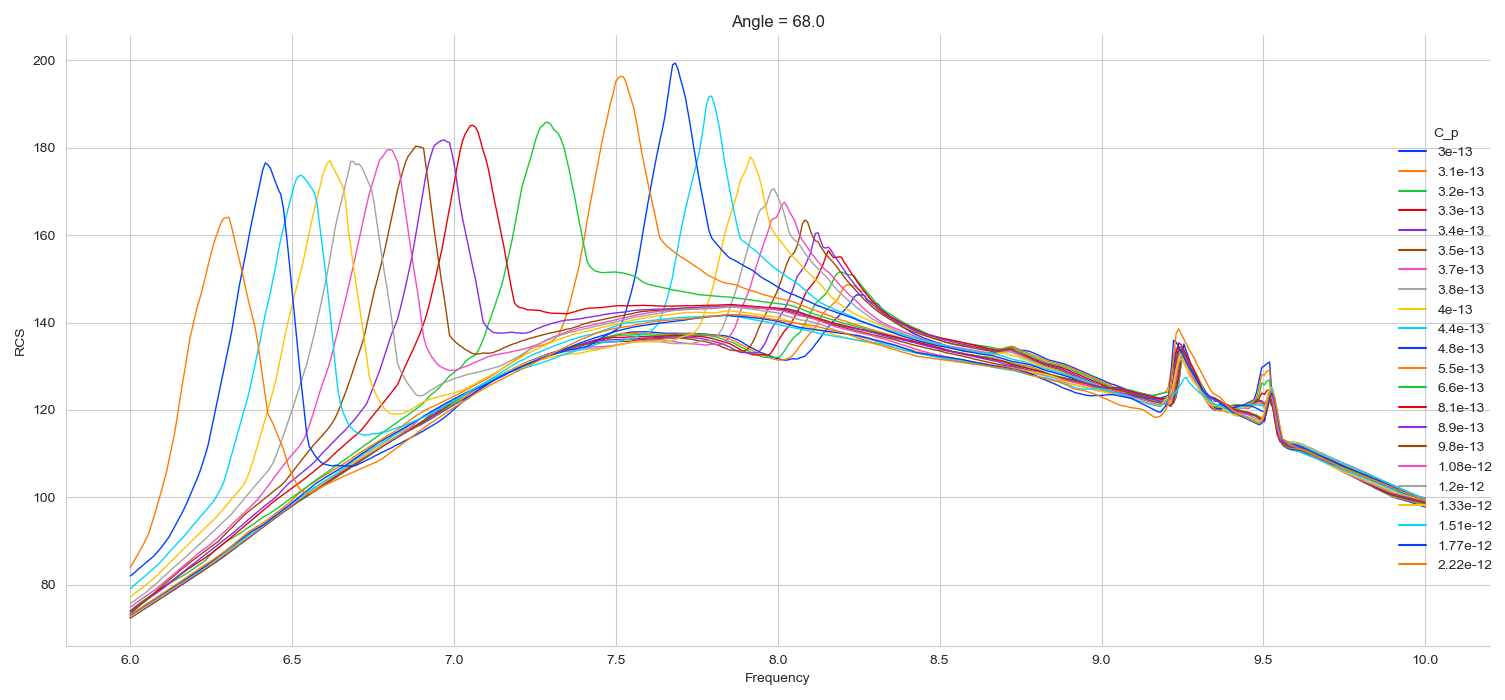 Angle = 68.0
200
180
160
140
120
100
80
RCS
6.0
6.5
7.0
7.5
8.0
8.5
9.0
9.5
10.0
Frequency
C_p
3e-13
3.1e-13
3.2e-13
3.3e-13
3.4e-13
3.5e-13
3.7e-13
3.8e-13
4e-13
4.4e-13
4.8e-13
5.5e-13
6.6e-13
8.1e-13
8.9e-13
9.8e-13
1.08e-12
1.2e-12
1.33e-12
1.51e-12
1.77e-12
2.22e-12